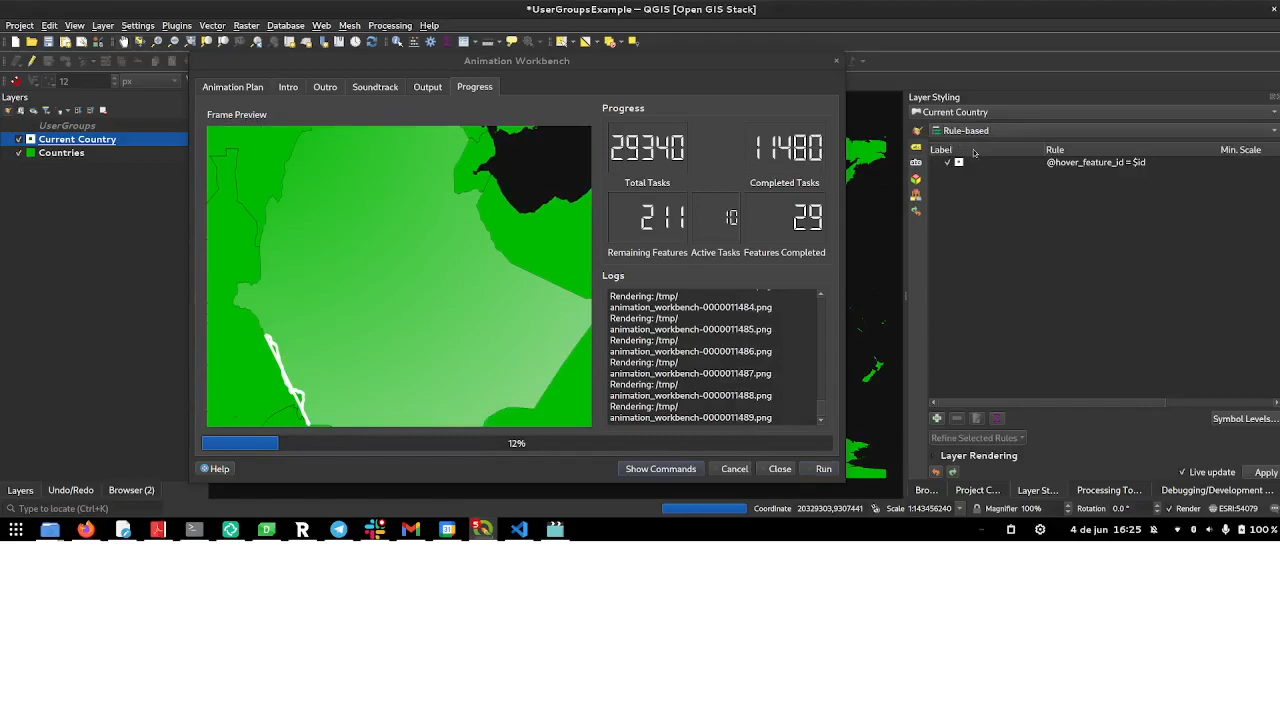 *UserGroupsExample — QGIS [Open GIS Stack]
×
Project Edit View Layer Settings Plugins Vector Raster Database Web Mesh Processing Help
12 px
Animation Workbench ×
Layers
UserGroups
Current Country
Countries
Animation Plan Intro Outro Soundtrack Output Progress
Frame Preview
Progress
29340 11480
Total Tasks Completed Tasks
211 10 29
Remaining Features Active Tasks Features Completed
Logs
Rendering: /tmp/
animation_workbench-0000011484.png
Rendering: /tmp/
animation_workbench-0000011485.png
Rendering: /tmp/
animation_workbench-0000011486.png
Rendering: /tmp/
animation_workbench-0000011487.png
Rendering: /tmp/
animation_workbench-0000011488.png
Rendering: /tmp/
animation_workbench-0000011489.png
12%
Help Show Commands Cancel Close Run
Layer Styling
Current Country
Rule-based
Label Rule Min. Scale
@hover_feature_id = $id
Symbol Levels...
Refine Selected Rules
Layer Rendering
Live update Apply
Layers Undo/Redo Browser (2)
Bro... Project C... Layer St... Processing To... Debugging/Development ...
Type to locate (Ctrl+K)
Coordinate 20329303,9307441 Scale 1:143456240 Magnifier 100% Rotation 0.0 ° Render ESRI:54079
4 de jun 16:25 100 %